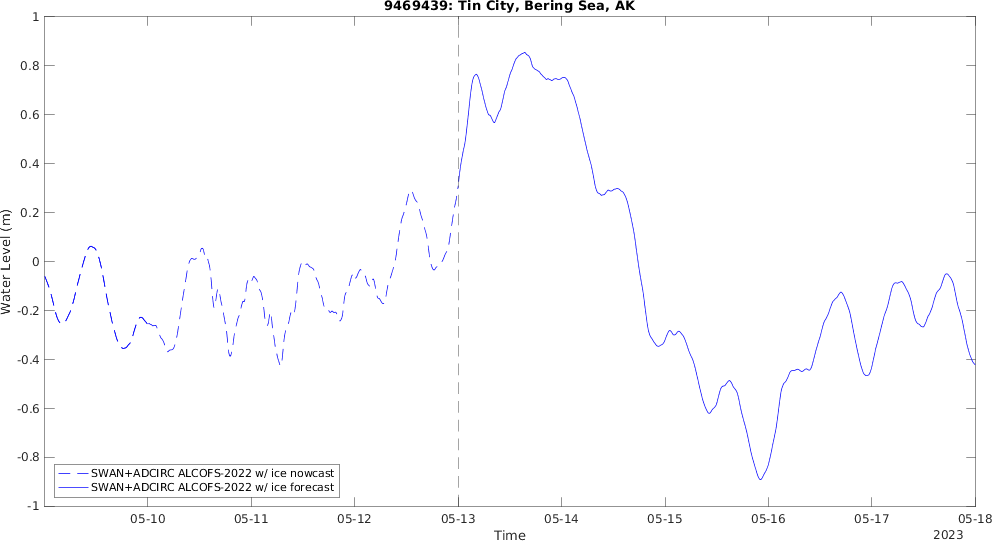 9469439: Tin City, Bering Sea, AK
1
0.8
0.6
0.4
0.2
0
-0.2
-0.4
-0.6
-0.8
-1
Water Level (m)
SWAN+ADCIRC ALCOFS-2022 w/ ice nowcast
SWAN+ADCIRC ALCOFS-2022 w/ ice forecast
05-10 05-11 05-12 05-13 05-14 05-15 05-16 05-17 05-18
Time
2023